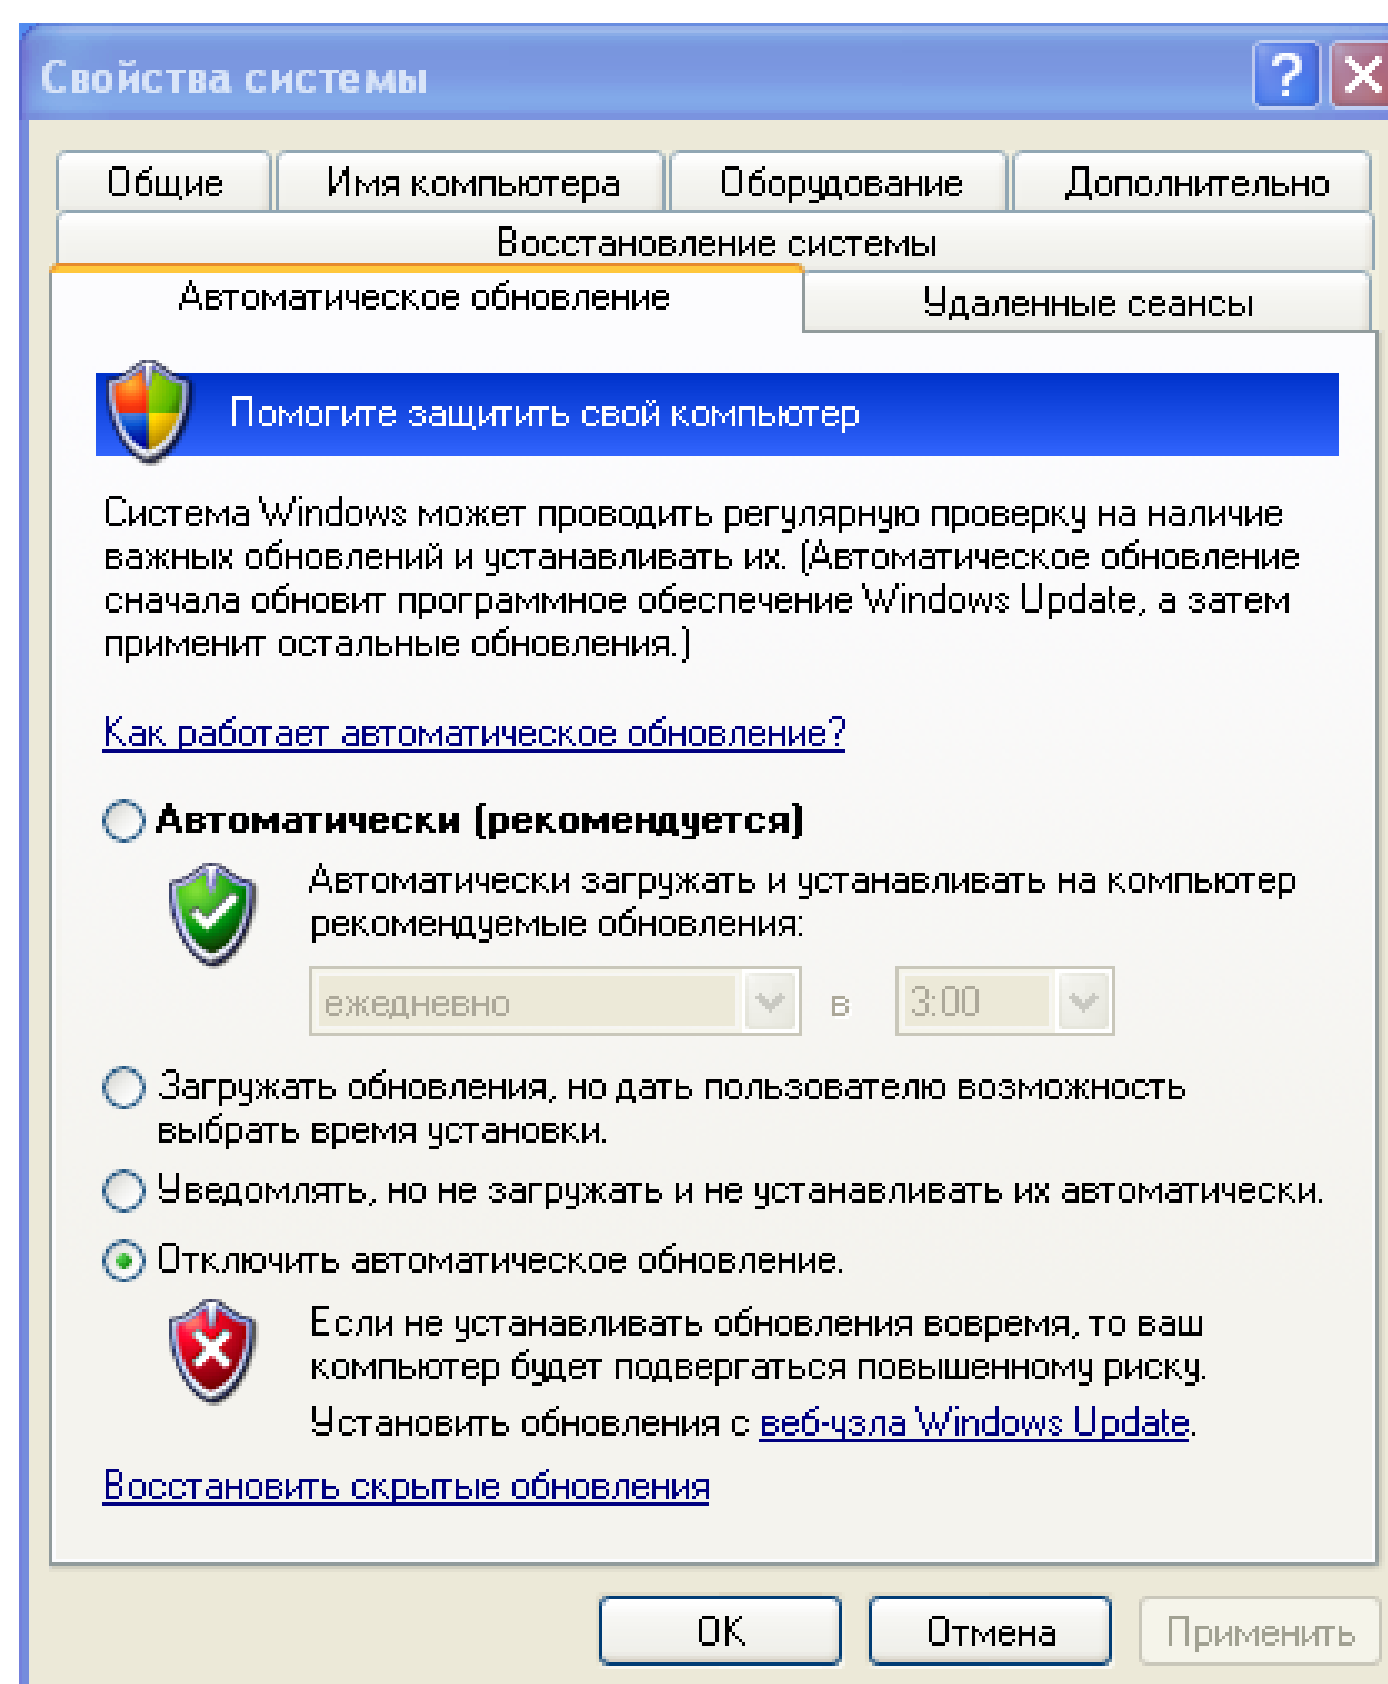 Свойства системы
Общие
Имя компьютера
Оборудование
Дополнительно
Восстановление системы
Автоматическое обновление
Удаленные сеансы
Помогите защитить свой компьютер
Система Windows может проводить регулярную проверку на наличие
важных обновлений и устанавливать их. (Автоматическое обновление
сначала обновит программное обеспечение Windows Update, а затем
применит остальные обновления.)
Как работает автоматическое обновление?
Автоматически (рекомендуется)
Автоматически загружать и устанавливать на компьютер
рекомендуемые обновления:
ежедневно в 3:00
Загружать обновления, но дать пользователю возможность
выбрать время установки.
Уведомлять, но не загружать и не устанавливать их автоматически.
Отключить автоматическое обновление.
Если не устанавливать обновления вовремя, то ваш
компьютер будет подвергаться повышенному риску.
Установить обновления с веб-узла Windows Update.
Восстановить скрытые обновления
ОК
Отмена
Применить